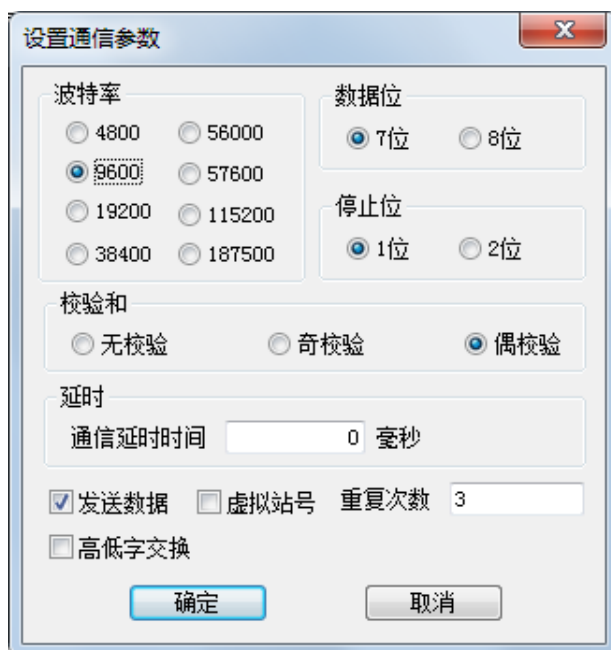 设置通信参数
波特率
4800 56000
9600 57600
19200 115200
38400 187500
数据位
7位 8位
停止位
1位 2位
校验和
无校验 奇校验 偶校验
延时
通信延时时间 0 毫秒
发送数据 虚拟站号 重复次数 3
高低字交换
确定 取消